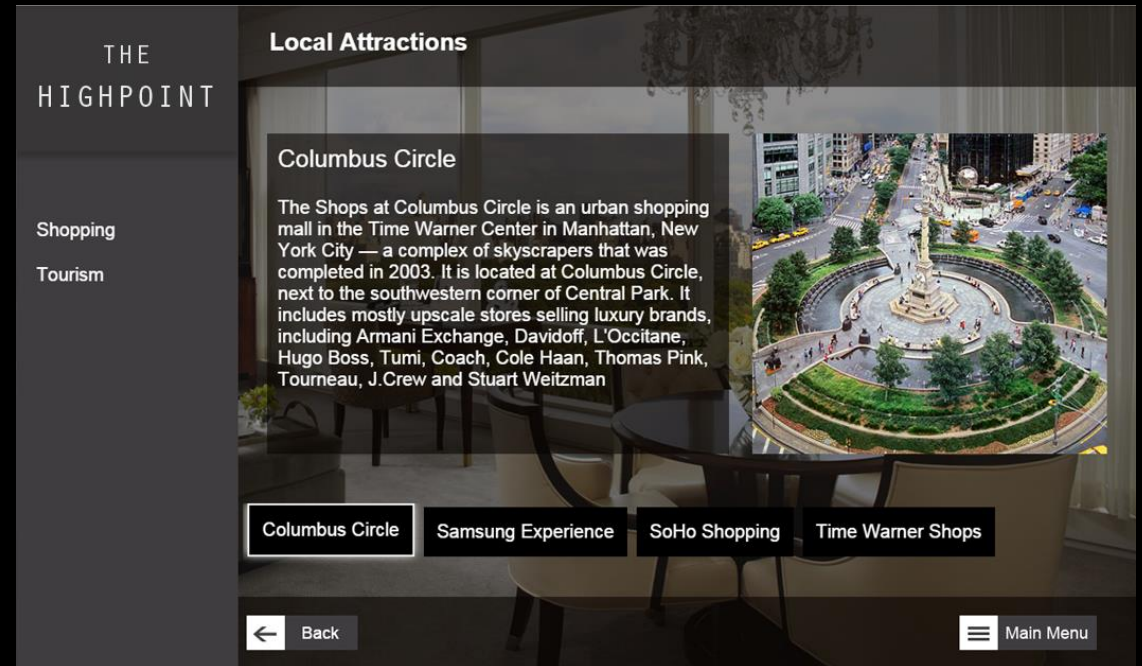 THE
HIGHPOINT
Shopping
Tourism
Local Attractions
Columbus Circle
The Shops at Columbus Circle is an urban shopping
mall in the Time Warner Center in Manhattan, New
York City — a complex of skyscrapers that was
completed in 2003. It is located at Columbus Circle,
next to the southwestern corner of Central Park. It
includes mostly upscale stores selling luxury brands,
including Armani Exchange, Davidoff, L'Occitane,
Hugo Boss, Tumi, Coach, Cole Haan, Thomas Pink,
Tourneau, J.Crew and Stuart Weitzman
Columbus Circle
Samsung Experience
SoHo Shopping
Time Warner Shops
Back
Main Menu